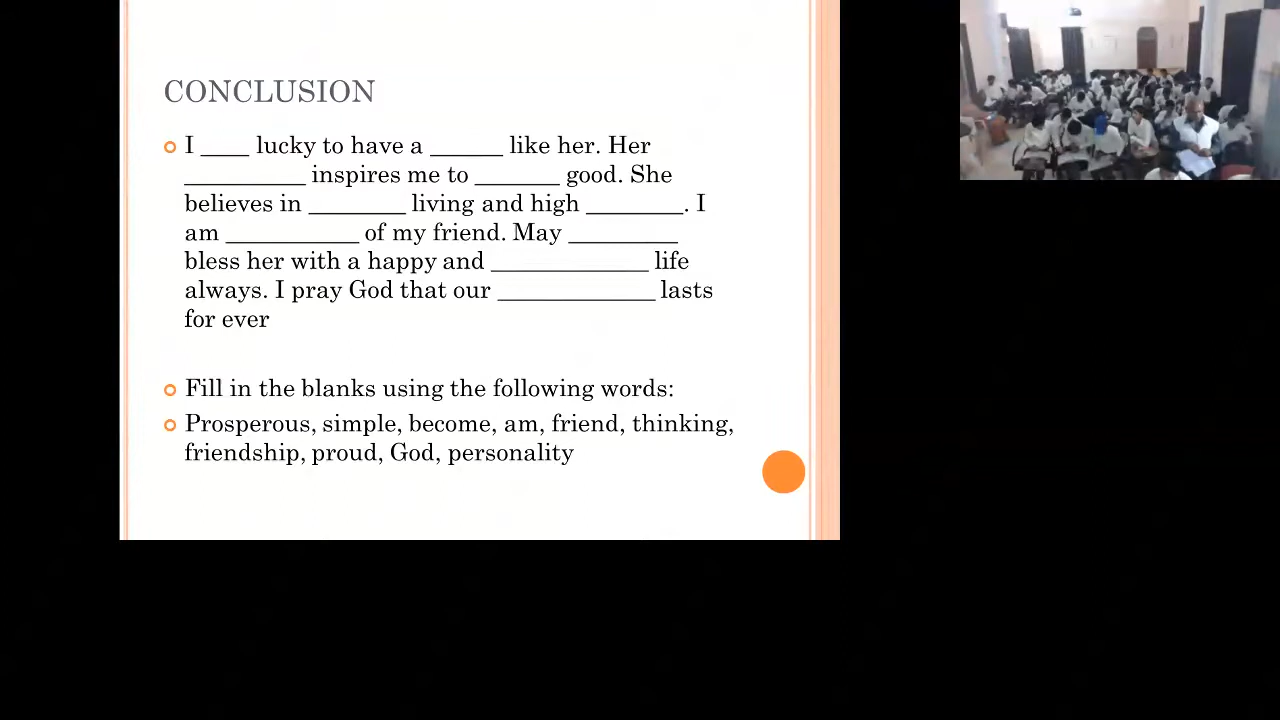 CONCLUSION
I ____ lucky to have a ______ like her. Her
__________ inspires me to _______ good. She
believes in ________ living and high ________. I
am ___________ of my friend. May _________
bless her with a happy and _____________ life
always. I pray God that our _____________ lasts
for ever
Fill in the blanks using the following words:
Prosperous, simple, become, am, friend, thinking,
friendship, proud, God, personality